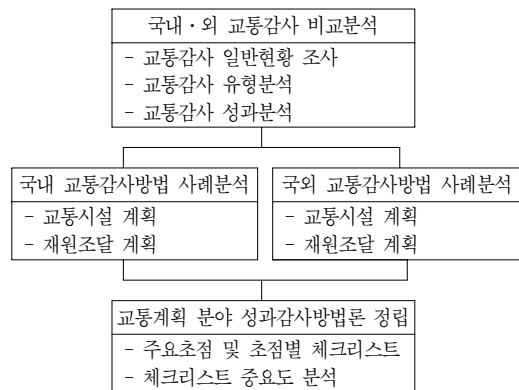 국내·외 교통감사 비교분석
- 교통감사 일반현황 조사
- 교통감사 유형분석
- 교통감사 성과분석
국내 교통감사방법 사례분석
- 교통시설 계획
- 재원조달 계획
국외 교통감사방법 사례분석
- 교통시설 계획
- 재원조달 계획
교통계획 분야 성과감사방법론 정립
- 주요초점 및 초점별 체크리스트
- 체크리스트 중요도 분석